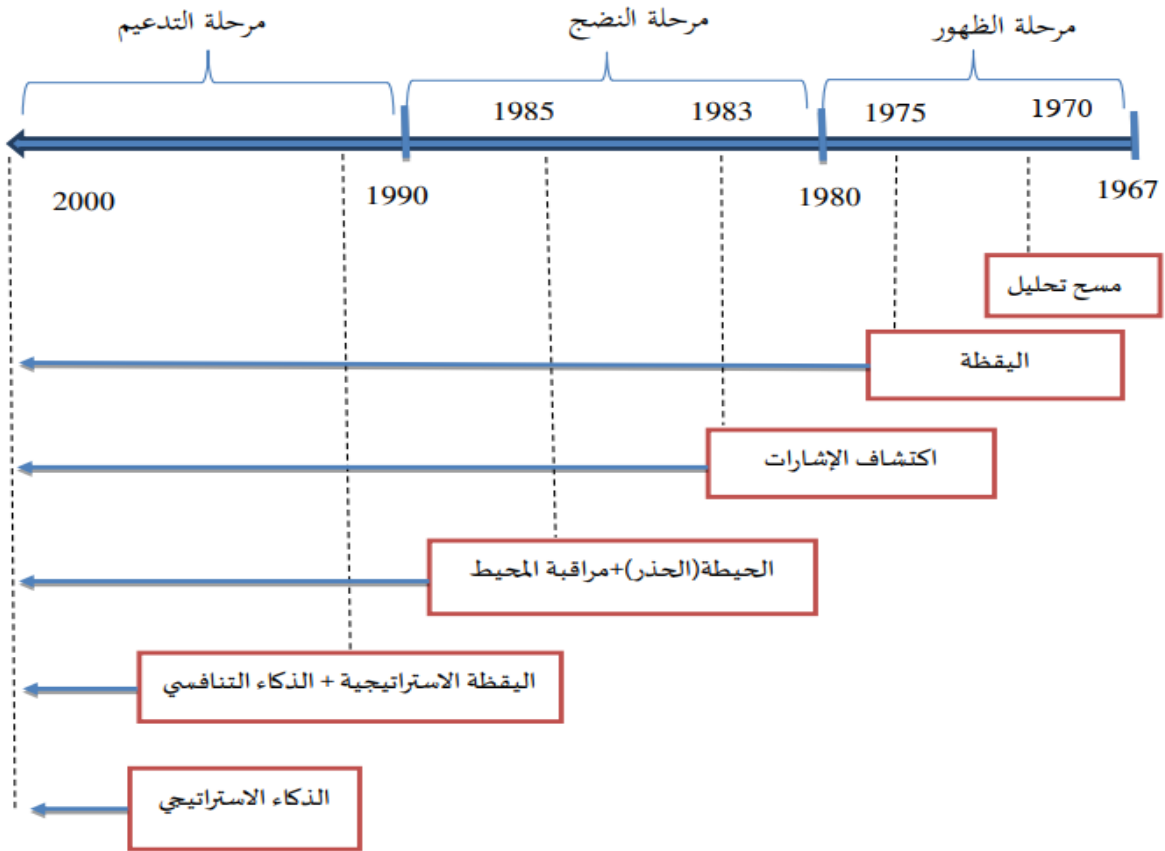 مرحلة الظهور
مرحلة النضج
مرحلة التدعيم
1970
1975
1983
1985
1967
1980
1990
2000
مسح تحليل
اليقظة
اكتشاف الإشارات
الحيطة(الحذر)+مراقبة المحيط
اليقظة الاستراتيجية + الذكاء التنافسي
الذكاء الاستراتيجي